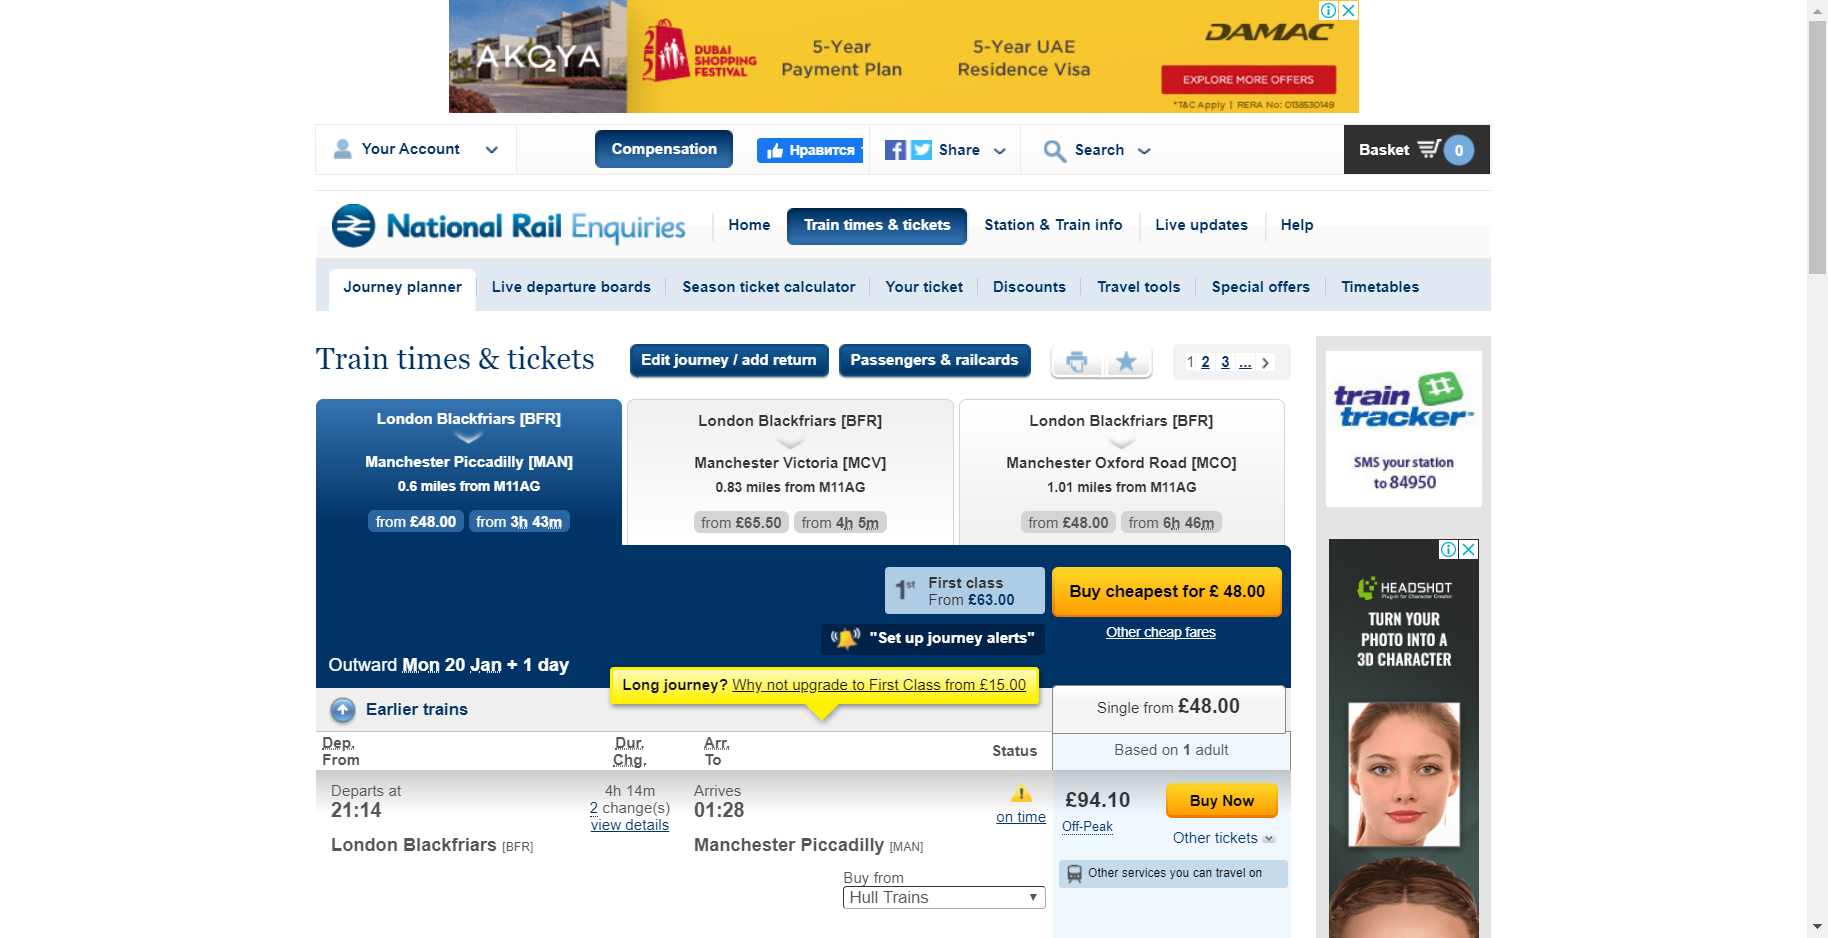 AKOYA
2
25
DUBAI
SHOPPING
FESTIVAL
5-Year
Payment Plan
5-Year UAE
Residence Visa
DAMAC
EXPLORE MORE OFFERS
*T&C Apply | RERA No: 0138530149
Your Account
Compensation
Нравится
Share
Search
Basket
0
National Rail Enquiries
Home
Train times & tickets
Station & Train info
Live updates
Help
Journey planner
Live departure boards
Season ticket calculator
Your ticket
Discounts
Travel tools
Special offers
Timetables
Train times & tickets
Edit journey / add return
Passengers & railcards
1 2 3 ...
London Blackfriars [BFR]
Manchester Piccadilly [MAN]
0.6 miles from M11AG
from £48.00 from 3h 43m
London Blackfriars [BFR]
Manchester Victoria [MCV]
0.83 miles from M11AG
from £65.50 from 4h 5m
London Blackfriars [BFR]
Manchester Oxford Road [MCO]
1.01 miles from M11AG
from £48.00 from 6h 46m
1st
First class
From £63.00
Buy cheapest for £ 48.00
"Set up journey alerts"
Other cheap fares
Outward Mon 20 Jan + 1 day
Long journey? Why not upgrade to First Class from £15.00
Earlier trains
Single from £48.00
Dep.
From
Dur.
Chg.
Arr.
To
Status
Based on 1 adult
Departs at
21:14
London Blackfriars [BFR]
4h 14m
2 change(s)
view details
Arrives
01:28
Manchester Piccadilly [MAN]
on time
£94.10
Off-Peak
Buy Now
Other tickets
Other services you can travel on
Buy from
Hull Trains
train
tracker™
SMS your station
to 84950
HEADSHOT
Plug-in for Character Creator
TURN YOUR
PHOTO INTO A
3D CHARACTER